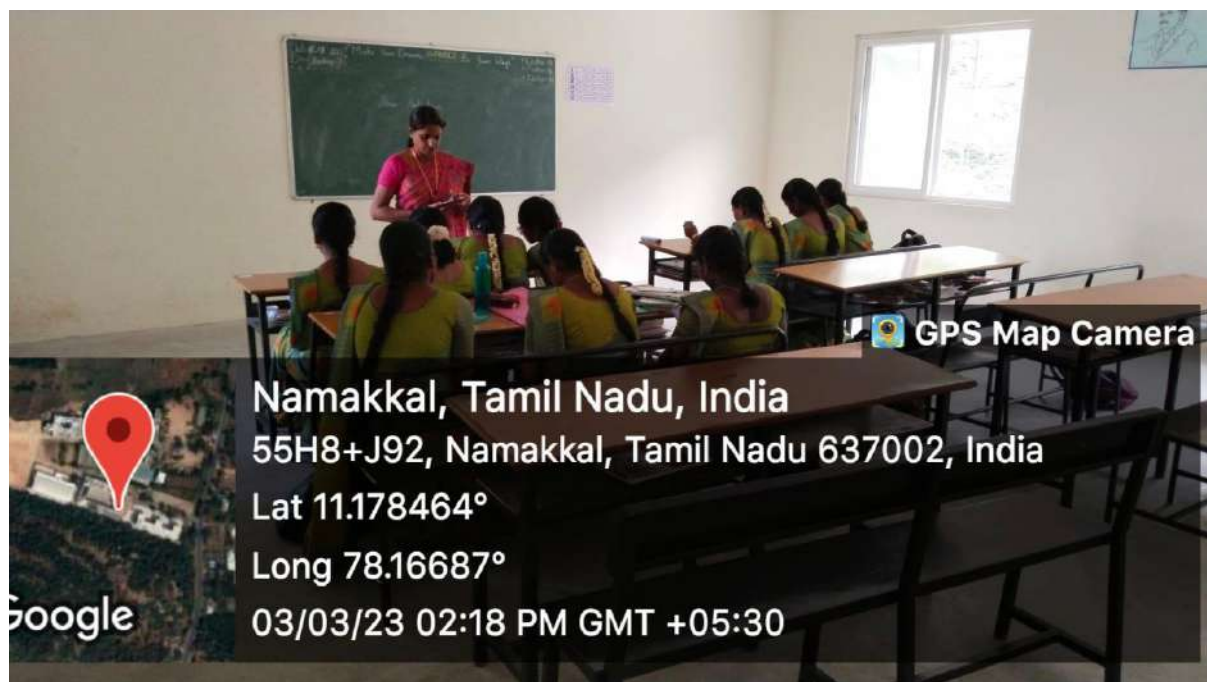 GPS Map Camera
Namakkal, Tamil Nadu, India
55H8+J92, Namakkal, Tamil Nadu 637002, India
Lat 11.178464°
Long 78.16687°
03/03/23 02:18 PM GMT +05:30
Google